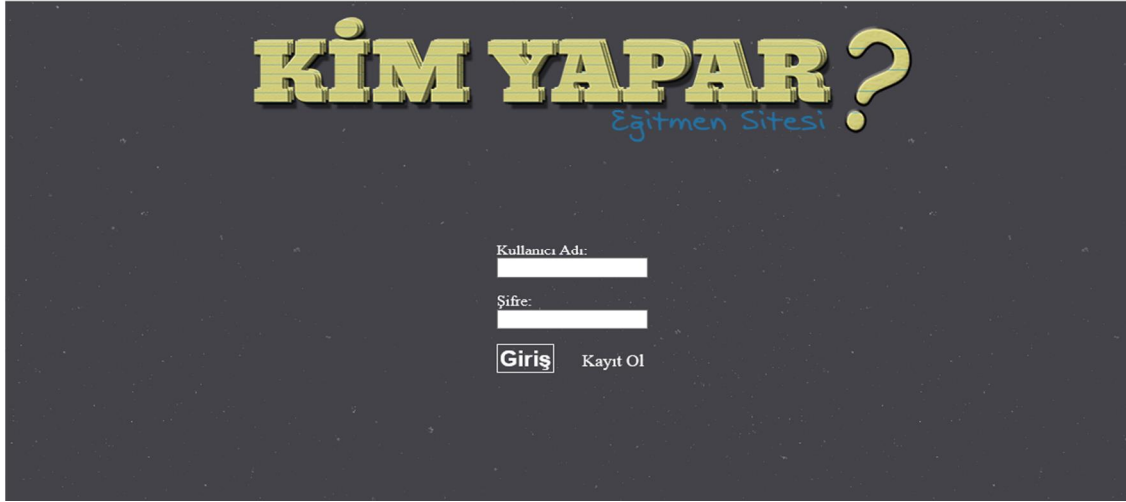 KİM YAPAR?
Eğitmen Sitesi
Kullanıcı Adı:
Şifre:
Giriş Kayıt Ol